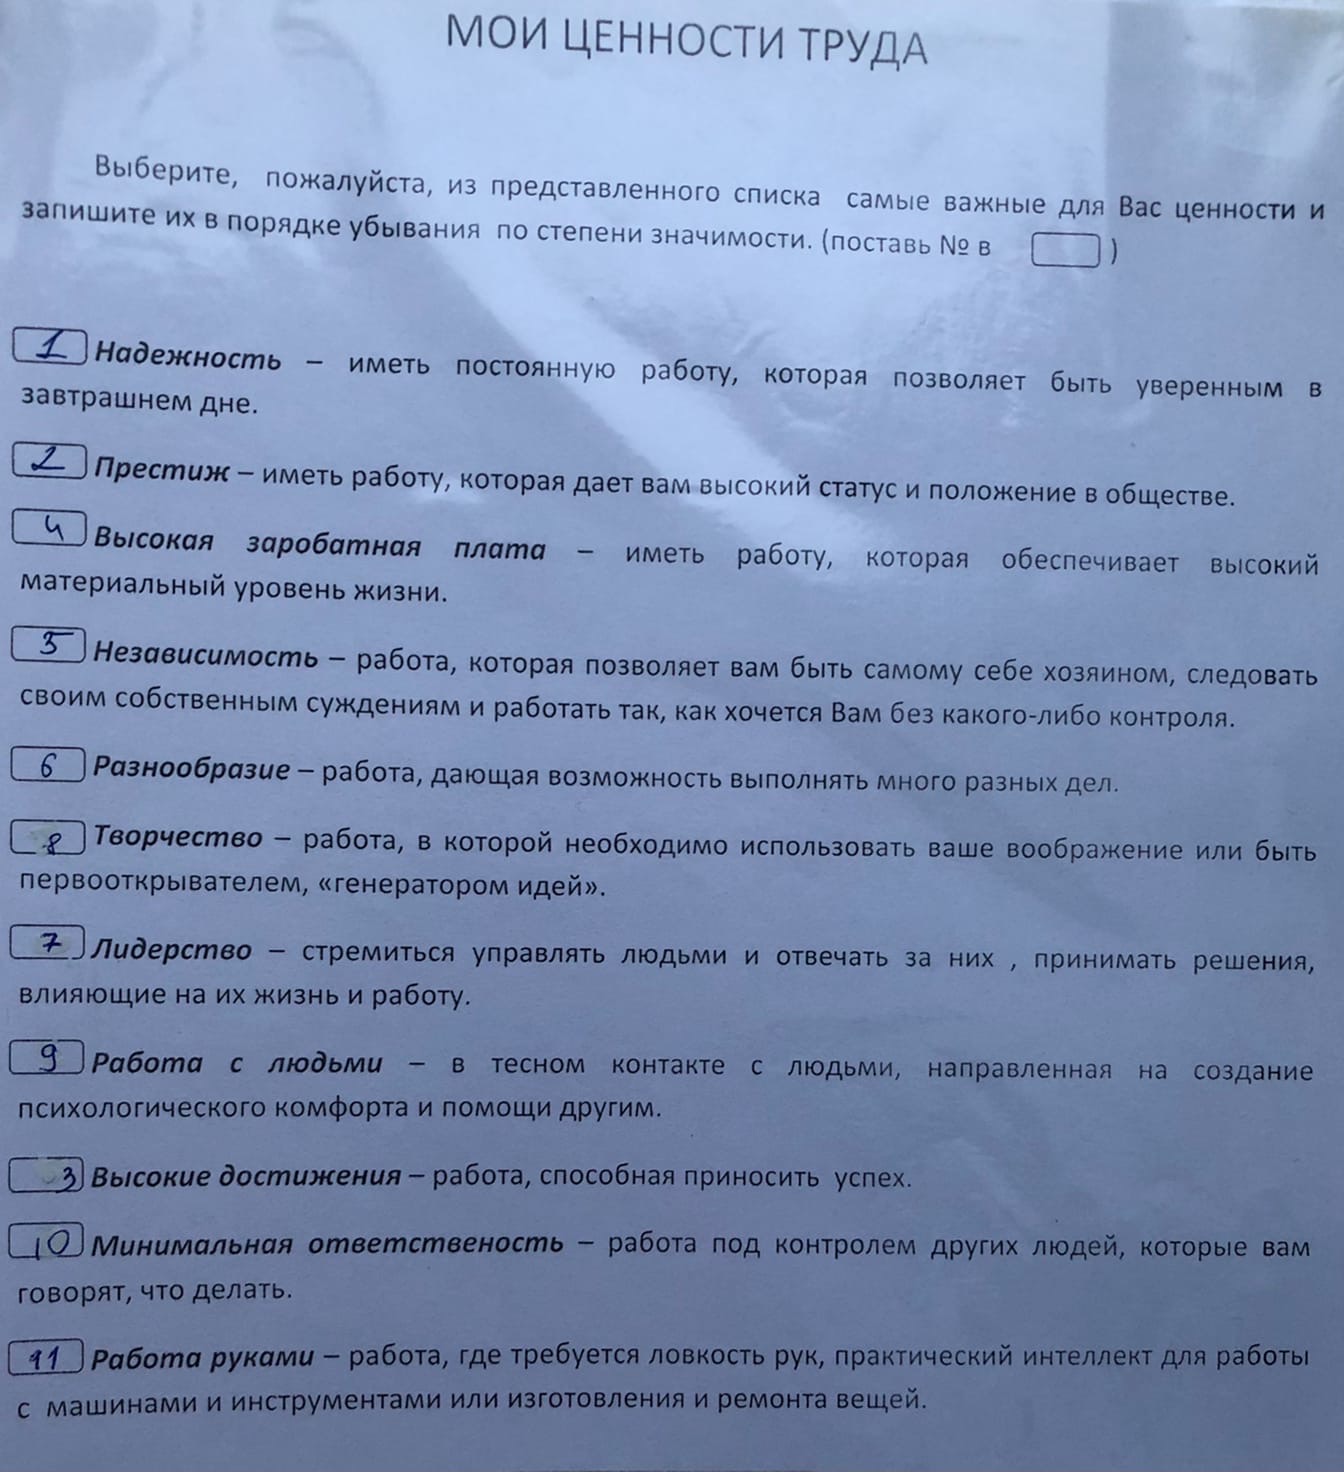 МОИ ЦЕННОСТИ ТРУДА
Выберите, пожалуйста, из представленного списка самые важные для Вас ценности и
запишите их в порядке убывания по степени значимости. (поставь № в )
1 Надежность – иметь постоянную работу, которая позволяет быть уверенным в
завтрашнем дне.
2 Престиж – иметь работу, которая дает вам высокий статус и положение в обществе.
4 Высокая заробатная плата – иметь работу, которая обеспечивает высокий
материальный уровень жизни.
5 Независимость – работа, которая позволяет вам быть самому себе хозяином, следовать
своим собственным суждениям и работать так, как хочется Вам без какого-либо контроля.
6 Разнообразие – работа, дающая возможность выполнять много разных дел.
8 Творчество – работа, в которой необходимо использовать ваше воображение или быть
первооткрывателем, «генератором идей».
7 Лидерство – стремиться управлять людьми и отвечать за них , принимать решения,
влияющие на их жизнь и работу.
9 Работа с людьми – в тесном контакте с людьми, направленная на создание
психологического комфорта и помощи другим.
3 Высокие достижения – работа, способная приносить успех.
10 Минимальная ответственость – работа под контролем других людей, которые вам
говорят, что делать.
11 Работа руками – работа, где требуется ловкость рук, практический интеллект для работы
с машинами и инструментами или изготовления и ремонта вещей.